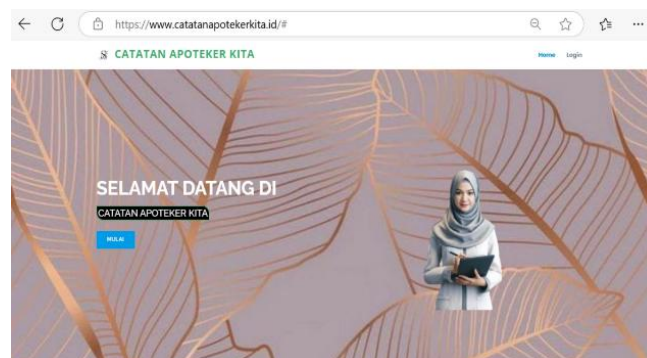 https://www.catatanapotekerkita.id/#
CATATAN APOTEKER KITA
Home Login
SELAMAT DATANG DI
CATATAN APOTEKER KITA
MULAI